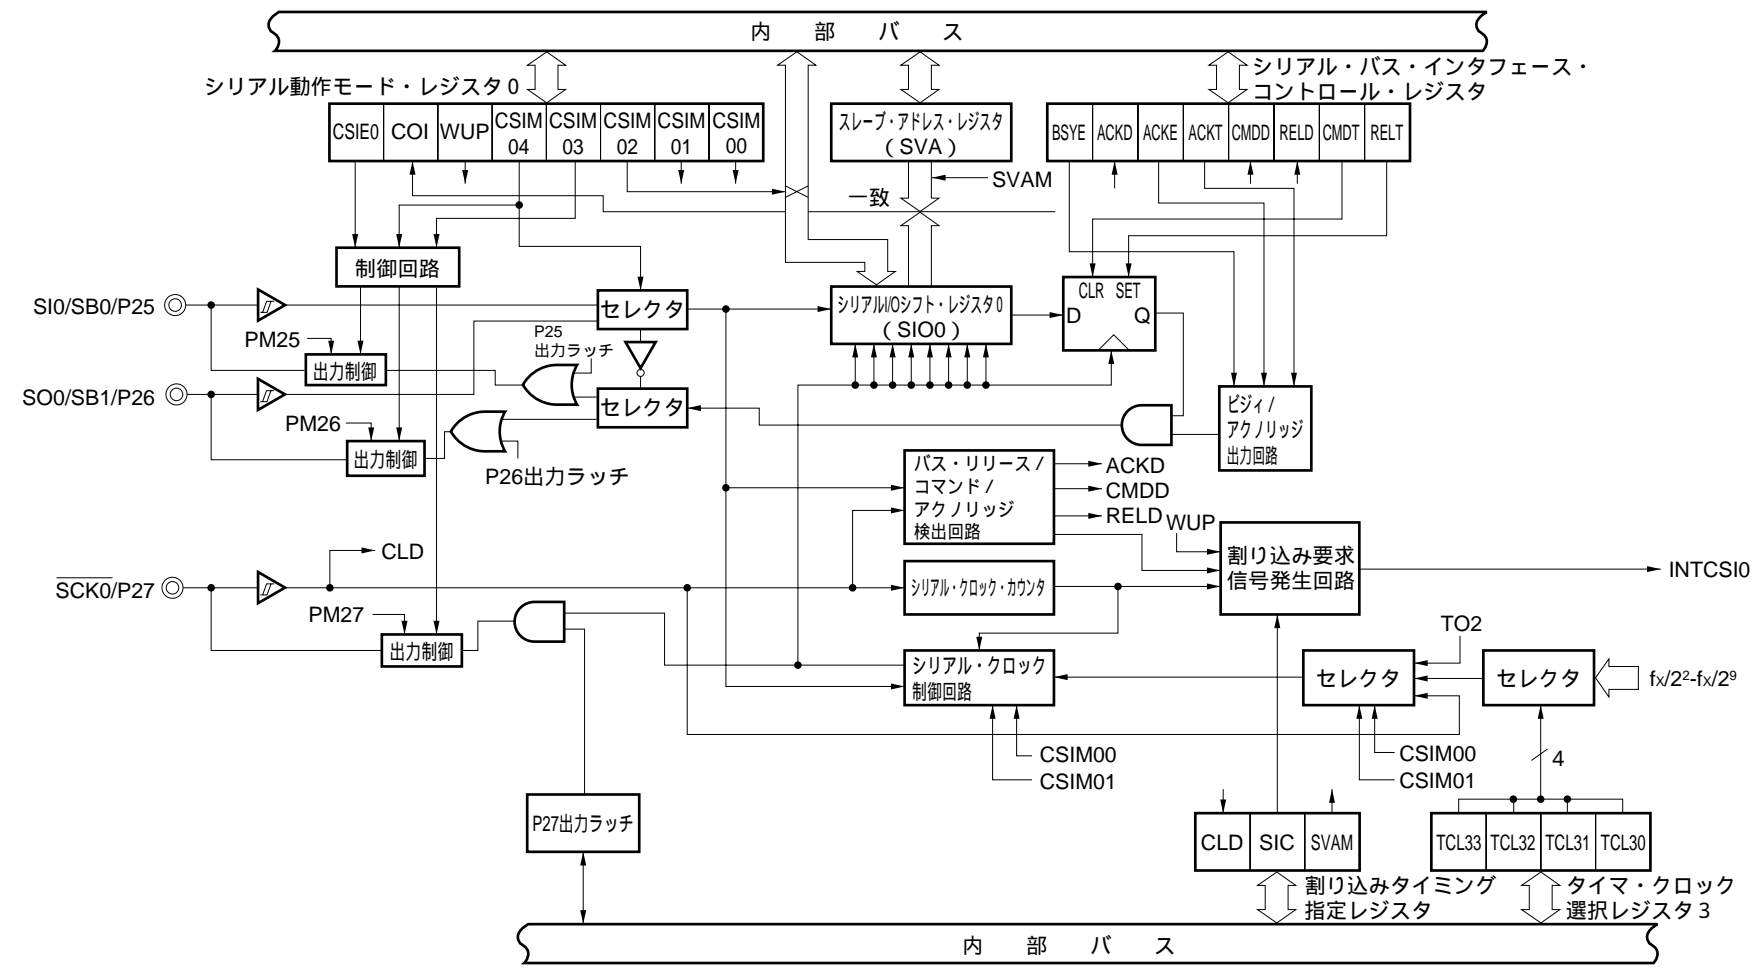 内部バス
シリアル動作モード・レジスタ0
シリアル・バス・インタフェース・
コントロール・レジスタ
CSIE0 COI WUP CSIM04 CSIM03 CSIM02 CSIM01 CSIM00
スレーブ・アドレス・レジスタ
(SVA)
BSYE ACKD ACKE ACKT CMDD RELD CMDT RELT
SVAM
一致
制御回路
SI0/SB0/P25
セレクタ
シリアルI/Oシフト・レジスタ0
(SIO0)
CLR SET
D Q
PM25
P25
出力ラッチ
出力制御
SO0/SB1/P26
セレクタ
ビジィ/
アクノリッジ
出力回路
PM26
出力制御
P26出力ラッチ
バス・リリース/
コマンド/
アクノリッジ
検出回路
ACKD
CMDD
RELD
WUP
割り込み要求
信号発生回路
INTCSI0
CLD
SCK0/P27
シリアル・クロック・カウンタ
PM27
出力制御
TO2
シリアル・クロック
制御回路
セレクタ
セレクタ
fX/2²-fX/2⁹
CSIM00
CSIM01
CSIM00
CSIM01
4
P27出力ラッチ
CLD SIC SVAM
TCL33 TCL32 TCL31 TCL30
割り込みタイミング
指定レジスタ
タイマ・クロック
選択レジスタ3
内部バス